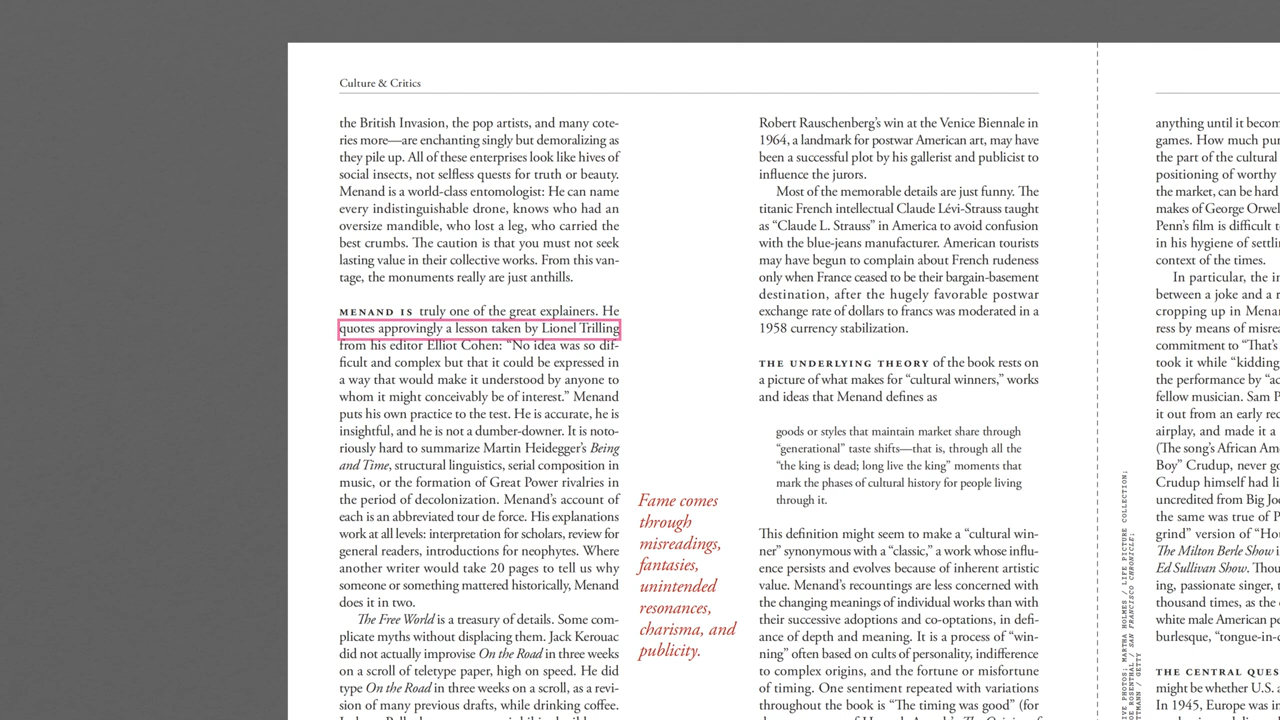 Culture & Critics
the British Invasion, the pop artists, and many cote-
ries more—are enchanting singly but demoralizing as
they pile up. All of these enterprises look like hives of
social insects, not selfless quests for truth or beauty.
Menand is a world-class entomologist: He can name
every indistinguishable drone, knows who had an
oversize mandible, who lost a leg, who carried the
best crumbs. The caution is that you must not seek
lasting value in their collective works. From this van-
tage, the monuments really are just anthills.
MENAND IS truly one of the great explainers. He
quotes approvingly a lesson taken by Lionel Trilling
from his editor Elliot Cohen: “No idea was so dif-
ficult and complex but that it could be expressed in
a way that would make it understood by anyone to
whom it might conceivably be of interest.” Menand
puts his own practice to the test. He is accurate, he is
insightful, and he is not a dumber-downer. It is noto-
riously hard to summarize Martin Heidegger’s Being
and Time, structural linguistics, serial composition in
music, or the formation of Great Power rivalries in
the period of decolonization. Menand’s account of
each is an abbreviated tour de force. His explanations
work at all levels: interpretation for scholars, review for
general readers, introductions for neophytes. Where
another writer would take 20 pages to tell us why
someone or something mattered historically, Menand
does it in two.
The Free World is a treasury of details. Some com-
plicate myths without displacing them. Jack Kerouac
did not actually improvise On the Road in three weeks
on a scroll of teletype paper, high on speed. He did
type On the Road in three weeks on a scroll, as a revi-
sion of many previous drafts, while drinking coffee.
Fame comes
through
misreadings,
fantasies,
unintended
resonances,
charisma, and
publicity.
Robert Rauschenberg’s win at the Venice Biennale in
1964, a landmark for postwar American art, may have
been a successful plot by his gallerist and publicist to
influence the jurors.
Most of the memorable details are just funny. The
titanic French intellectual Claude Lévi-Strauss taught
as “Claude L. Strauss” in America to avoid confusion
with the blue-jeans manufacturer. American tourists
may have begun to complain about French rudeness
only when France ceased to be their bargain-basement
destination, after the hugely favorable postwar
exchange rate of dollars to francs was moderated in a
1958 currency stabilization.
THE UNDERLYING THEORY of the book rests on
a picture of what makes for “cultural winners,” works
and ideas that Menand defines as
goods or styles that maintain market share through
“generational” taste shifts—that is, through all the
“the king is dead; long live the king” moments that
mark the phases of cultural history for people living
through it.
This definition might seem to make a “cultural win-
ner” synonymous with a “classic,” a work whose influ-
ence persists and evolves because of inherent artistic
value. Menand’s recountings are less concerned with
the changing meanings of individual works than with
their successive adoptions and co-optations, in defi-
ance of depth and meaning. It is a process of “win-
ning” often based on cults of personality, indifference
to complex origins, and the fortune or misfortune
of timing. One sentiment repeated with variations
throughout the book is “The timing was good” (for
IVE PHOTOS; MARTHA HOLMES / LIFE PICTURE COLLECTION;
ROSENTHAL / SAN FRANCISCO CHRONICLE;
TTMANN / GETTY
anything until it becom
games. How much pu
the part of the cultural
positioning of worthy
the market, can be hard
makes of George Orwel
Penn’s film is difficult t
in his hygiene of settli
context of the times.
In particular, the in
between a joke and a r
cropping up in Mena
ress by means of misre
commitment to “That’s
took it while “kidding
the performance by “ac
fellow musician. Sam P
it out from an early rec
airplay, and made it a
(The song’s African Am
Boy” Crudup, never go
Crudup himself had li
uncredited from Big Jo
the same was true of P
grind” version of “Ho
The Milton Berle Show i
Ed Sullivan Show. Thou
ing, passionate singer, t
thousand times, as the
white male American pe
burlesque, “tongue-in-c
THE CENTRAL QUES
might be whether U.S. a
In 1945, Europe was i